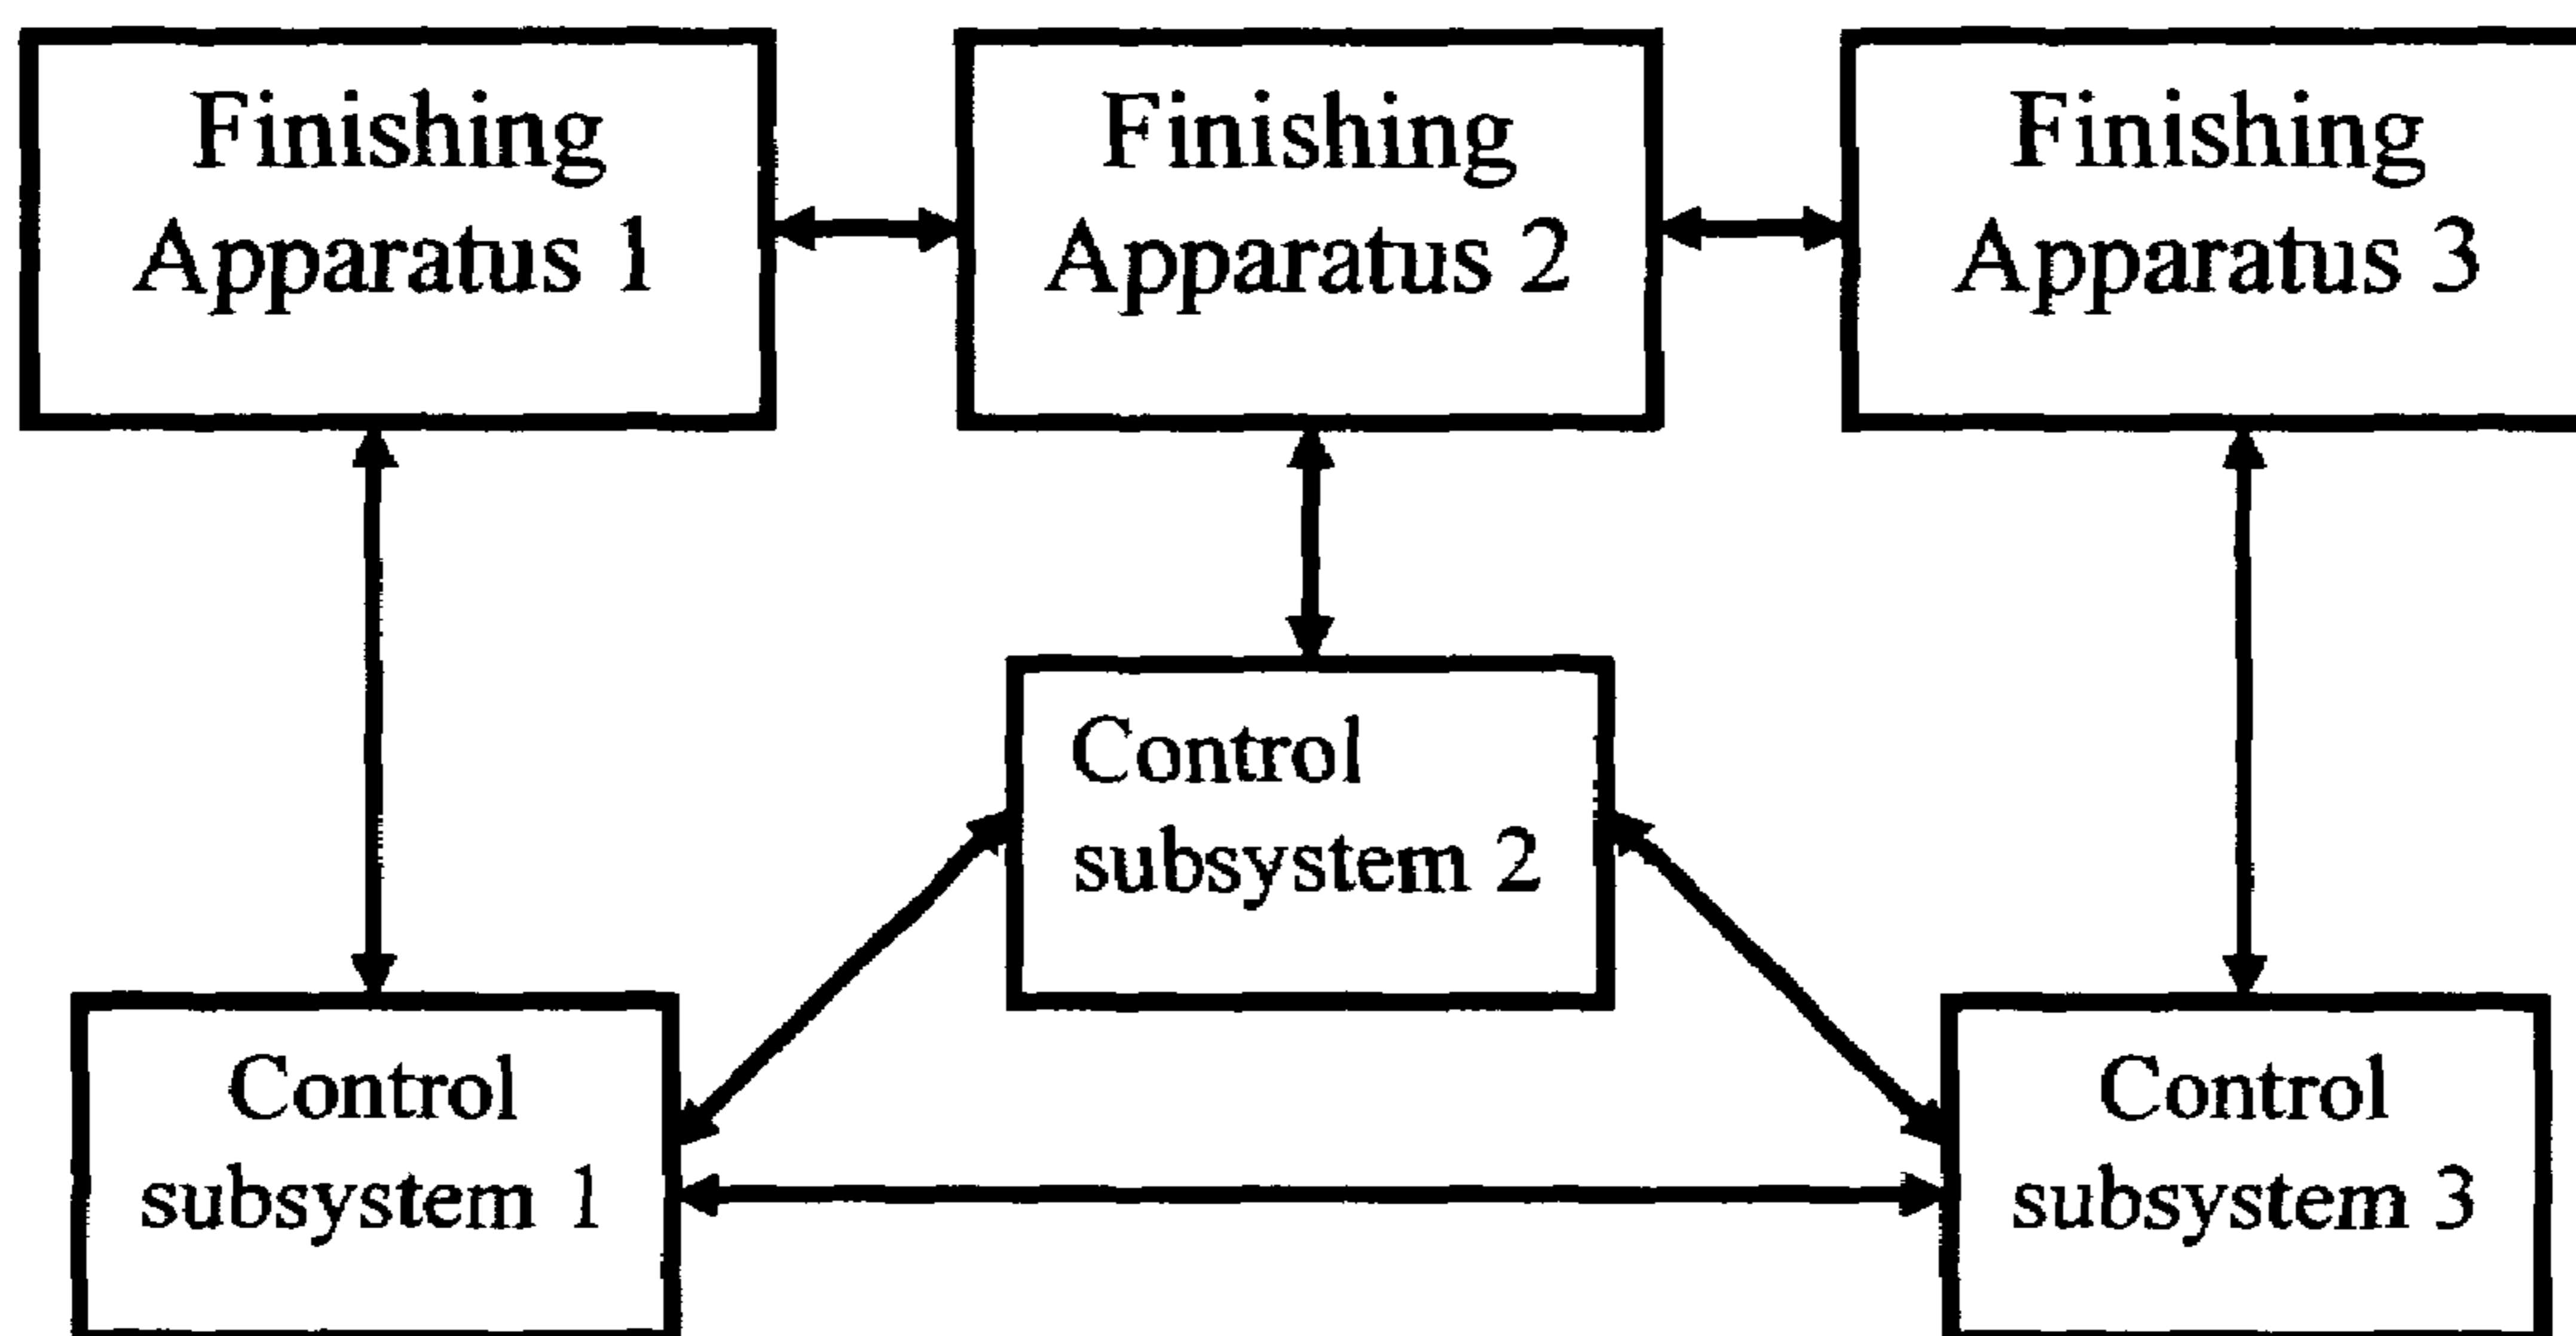 Finishing
Apparatus 1
Finishing
Apparatus 2
Finishing
Apparatus 3
Control
subsystem 2
Control
subsystem 1
Control
subsystem 3